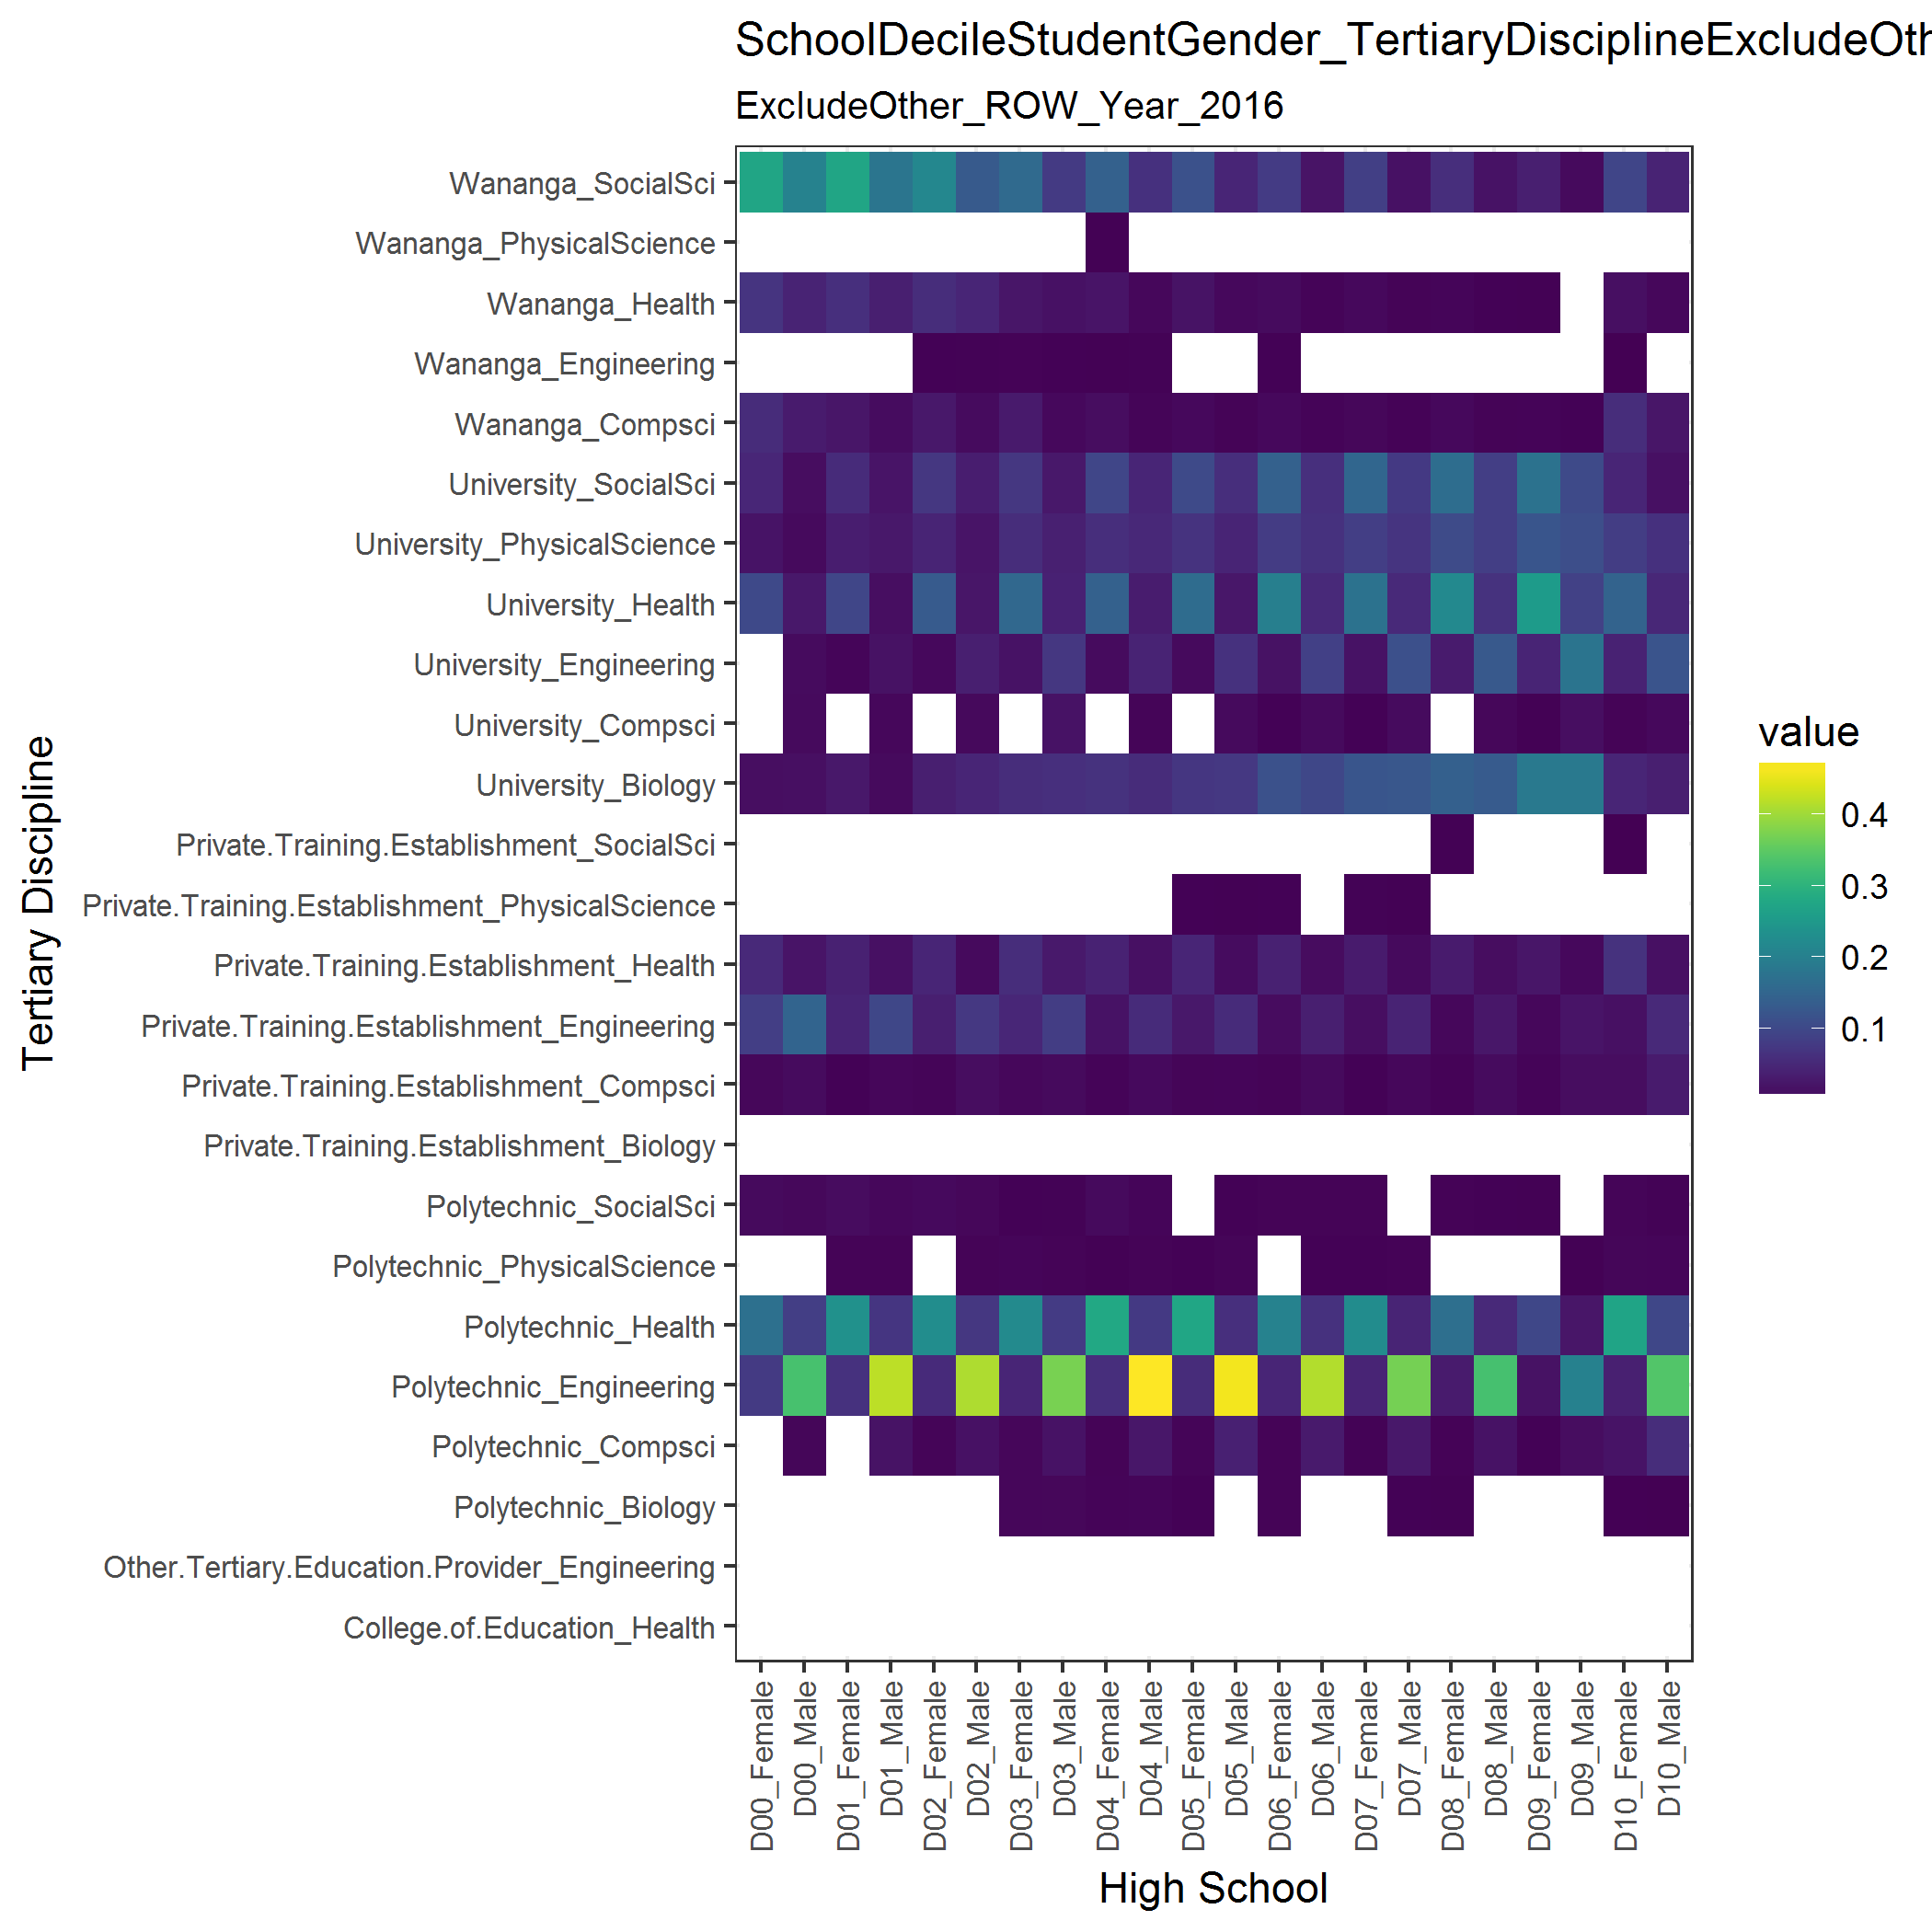 SchoolDecileStudentGender_TertiaryDisciplineExcludeOth
ExcludeOther_ROW_Year_2016
Wananga_SocialSci
Wananga_PhysicalScience
Wananga_Health
Wananga_Engineering
Wananga_Compsci
University_SocialSci
University_PhysicalScience
University_Health
University_Engineering
University_Compsci
University_Biology
Private.Training.Establishment_SocialSci
Private.Training.Establishment_PhysicalScience
Private.Training.Establishment_Health
Private.Training.Establishment_Engineering
Private.Training.Establishment_Compsci
Private.Training.Establishment_Biology
Polytechnic_SocialSci
Polytechnic_PhysicalScience
Polytechnic_Health
Polytechnic_Engineering
Polytechnic_Compsci
Polytechnic_Biology
Other.Tertiary.Education.Provider_Engineering
College.of.Education_Health
Tertiary Discipline
D00_Female
D00_Male
D01_Female
D01_Male
D02_Female
D02_Male
D03_Female
D03_Male
D04_Female
D04_Male
D05_Female
D05_Male
D06_Female
D06_Male
D07_Female
D07_Male
D08_Female
D08_Male
D09_Female
D09_Male
D10_Female
D10_Male
High School
value
0.4
0.3
0.2
0.1